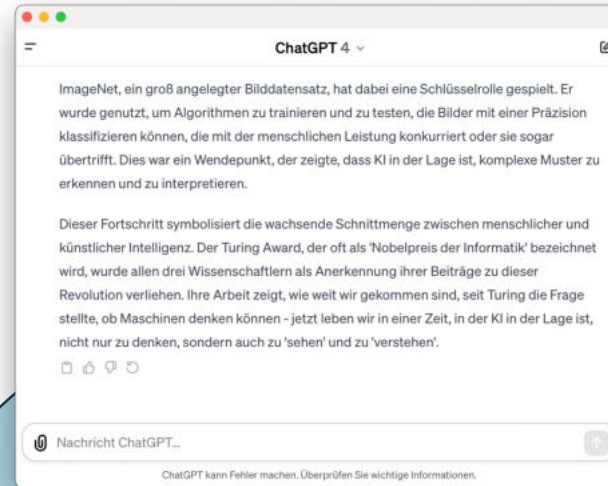 ChatGPT 4
ImageNet, ein groß angelegter Bilddatensatz, hat dabei eine Schlüsselrolle gespielt. Er
wurde genutzt, um Algorithmen zu trainieren und zu testen, die Bilder mit einer Präzision
klassifizieren können, die mit der menschlichen Leistung konkurriert oder sie sogar
übertrifft. Dies war ein Wendepunkt, der zeigte, dass KI in der Lage ist, komplexe Muster zu
erkennen und zu interpretieren.
Dieser Fortschritt symbolisiert die wachsende Schnittmenge zwischen menschlicher und
künstlicher Intelligenz. Der Turing Award, der oft als 'Nobelpreis der Informatik' bezeichnet
wird, wurde allen drei Wissenschaftlern als Anerkennung ihrer Beiträge zu dieser
Revolution verliehen. Ihre Arbeit zeigt, wie weit wir gekommen sind, seit Turing die Frage
stellte, ob Maschinen denken können - jetzt leben wir in einer Zeit, in der KI in der Lage ist,
nicht nur zu denken, sondern auch zu 'sehen' und zu 'verstehen'.
Nachricht ChatGPT...
ChatGPT kann Fehler machen. Überprüfen Sie wichtige Informationen.